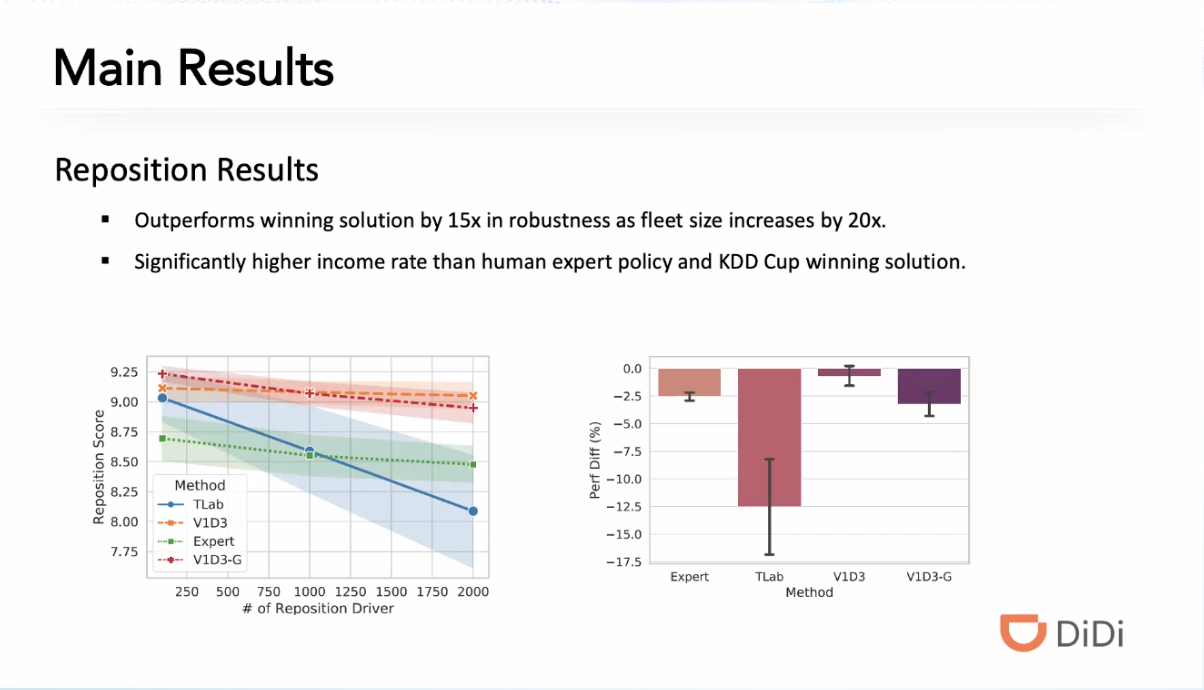 Main Results
Reposition Results
▪ Outperforms winning solution by 15x in robustness as fleet size increases by 20x.
▪ Significantly higher income rate than human expert policy and KDD Cup winning solution.
9.25
9.00
8.75
8.50
8.25
8.00
7.75
Reposition Score
Method
TLab
V1D3
Expert
V1D3-G
250 500 750 1000 1250 1500 1750 2000
# of Reposition Driver
0.0
−2.5
−5.0
−7.5
−10.0
−12.5
−15.0
−17.5
Perf Diff (%)
Expert TLab V1D3 V1D3-G
Method
DiDi